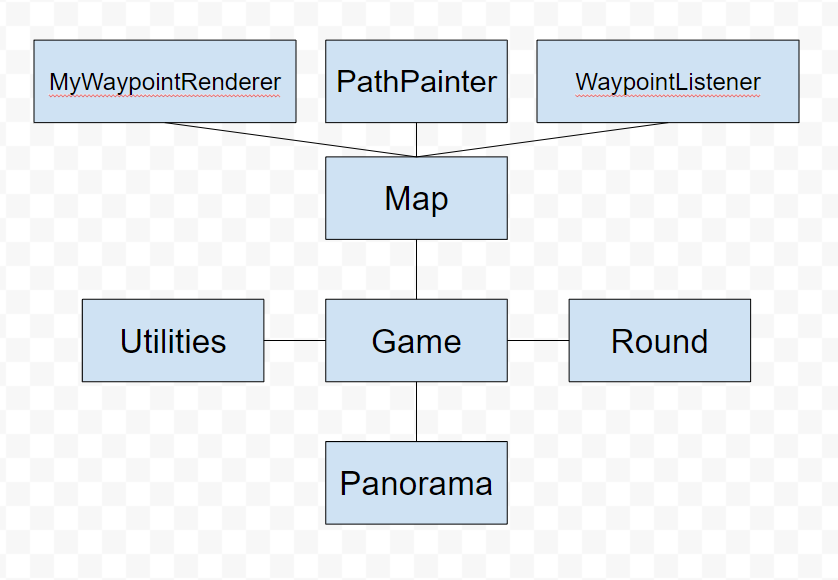 MyWaypointRenderer
PathPainter
WaypointListener
Map
Utilities
Game
Round
Panorama